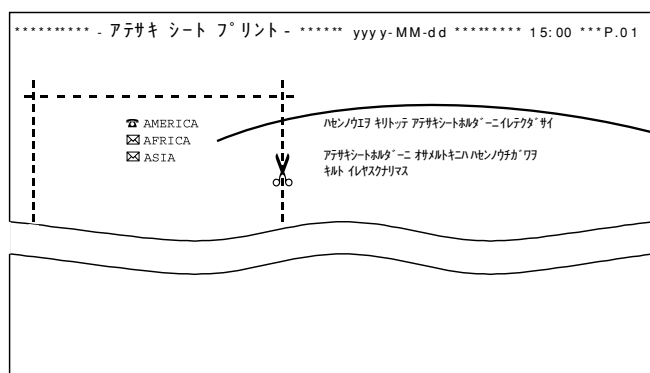 ********** - アテサキ シート プリント - ****** yyyy-MM-dd ********* 15:00 ***P.01
☎ AMERICA
✉ AFRICA
✉ ASIA
ハセンノウエヲ キリトッテ アテサキシートホルダーニイレテクダサイ
アテサキシートホルダーニ オサメルトキニハ ハセンノウチガワヲ
キルト イレヤスクナリマス